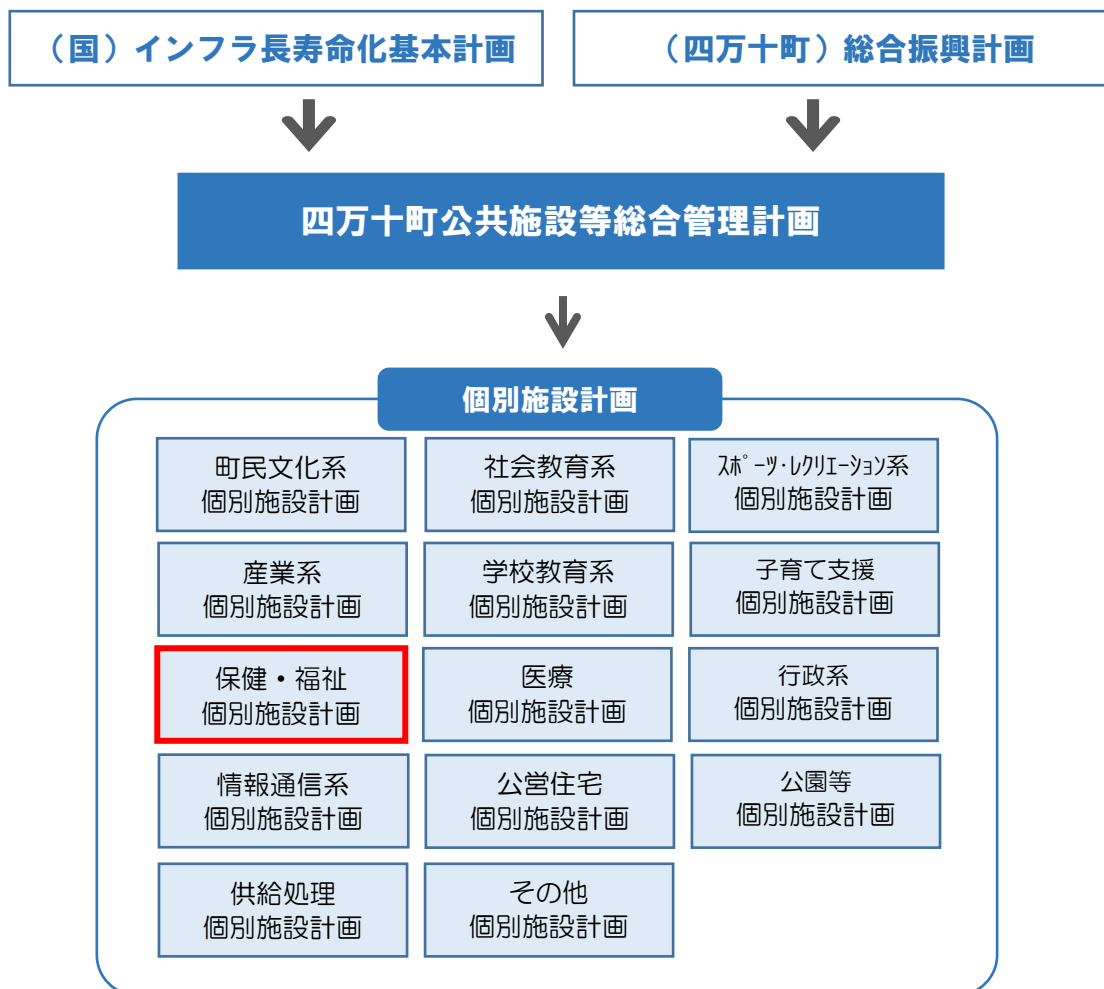 （国）インフラ長寿命化基本計画
（四万十町）総合振興計画
四万十町公共施設等総合管理計画
個別施設計画
町民文化系
個別施設計画
社会教育系
個別施設計画
ｽﾎﾟｰﾂ･ﾚｸﾘｴｰｼｮﾝ系
個別施設計画
産業系
個別施設計画
学校教育系
個別施設計画
子育て支援
個別施設計画
保健・福祉
個別施設計画
医療
個別施設計画
行政系
個別施設計画
情報通信系
個別施設計画
公営住宅
個別施設計画
公園等
個別施設計画
供給処理
個別施設計画
その他
個別施設計画